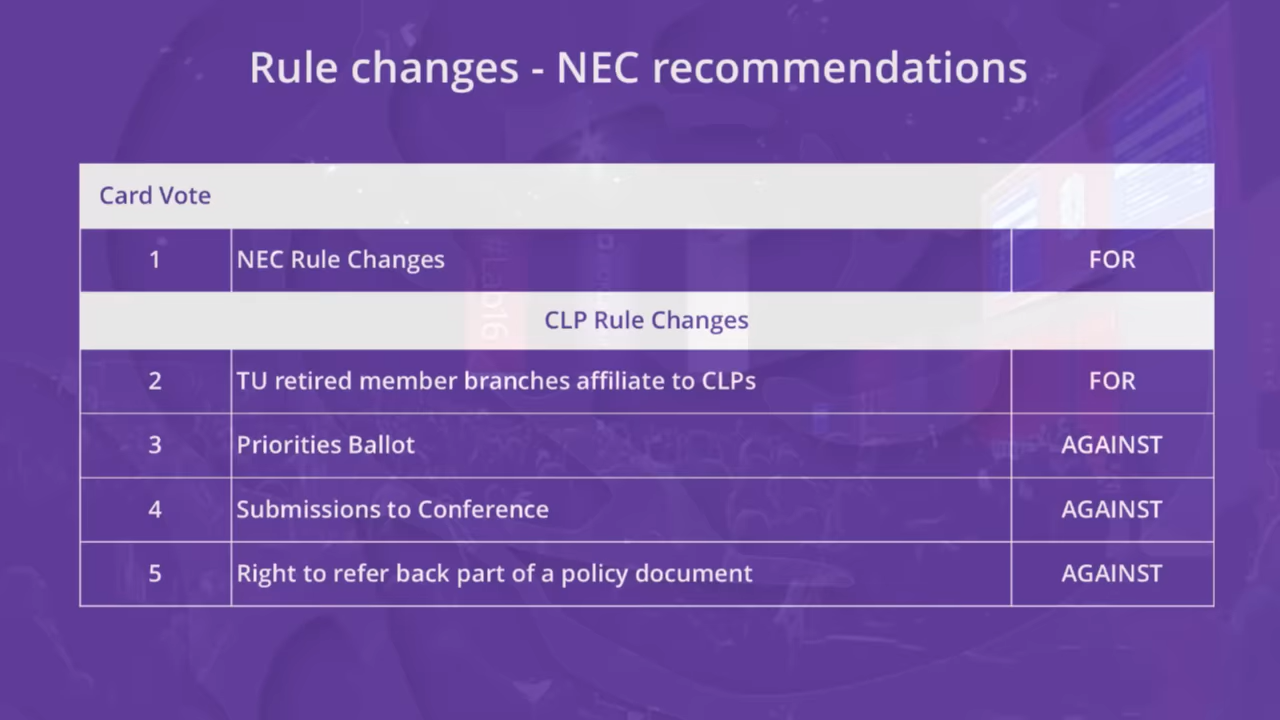 Rule changes - NEC recommendations
Card Vote
1 NEC Rule Changes FOR
CLP Rule Changes
2 TU retired member branches affiliate to CLPs FOR
3 Priorities Ballot AGAINST
4 Submissions to Conference AGAINST
5 Right to refer back part of a policy document AGAINST
#Lab16